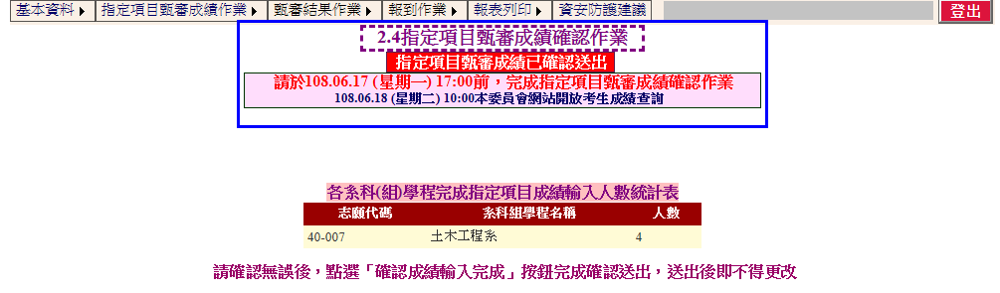 基本資料 指定項目甄審成績作業 甄審結果作業 報到作業 報表列印 資安防護建議 登出
2.4指定項目甄審成績確認作業
指定項目甄審成績已確認送出
請於108.06.17 (星期一) 17:00前，完成指定項目甄審成績確認作業
108.06.18 (星期二) 10:00本委員會網站開放考生成績查詢
各系科(組)學程完成指定項目成績輸入人數統計表
志願代碼 系科組學程名稱 人數
40-007 土木工程系 4
請確認無誤後，點選「確認成績輸入完成」按鈕完成確認送出，送出後即不得更改